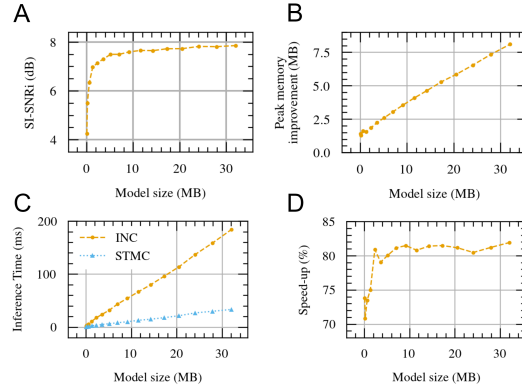 A
SI-SNRi (dB)
8
6
4
0
10
20
30
Model size (MB)
B
Peak memory
improvement (MB)
7.5
5.0
2.5
0.0
0
10
20
30
Model size (MB)
C
Inference Time (ms)
200
100
0
INC
STMC
0
10
20
30
Model size (MB)
D
Speed-up (%)
85
80
75
70
0
10
20
30
Model size (MB)